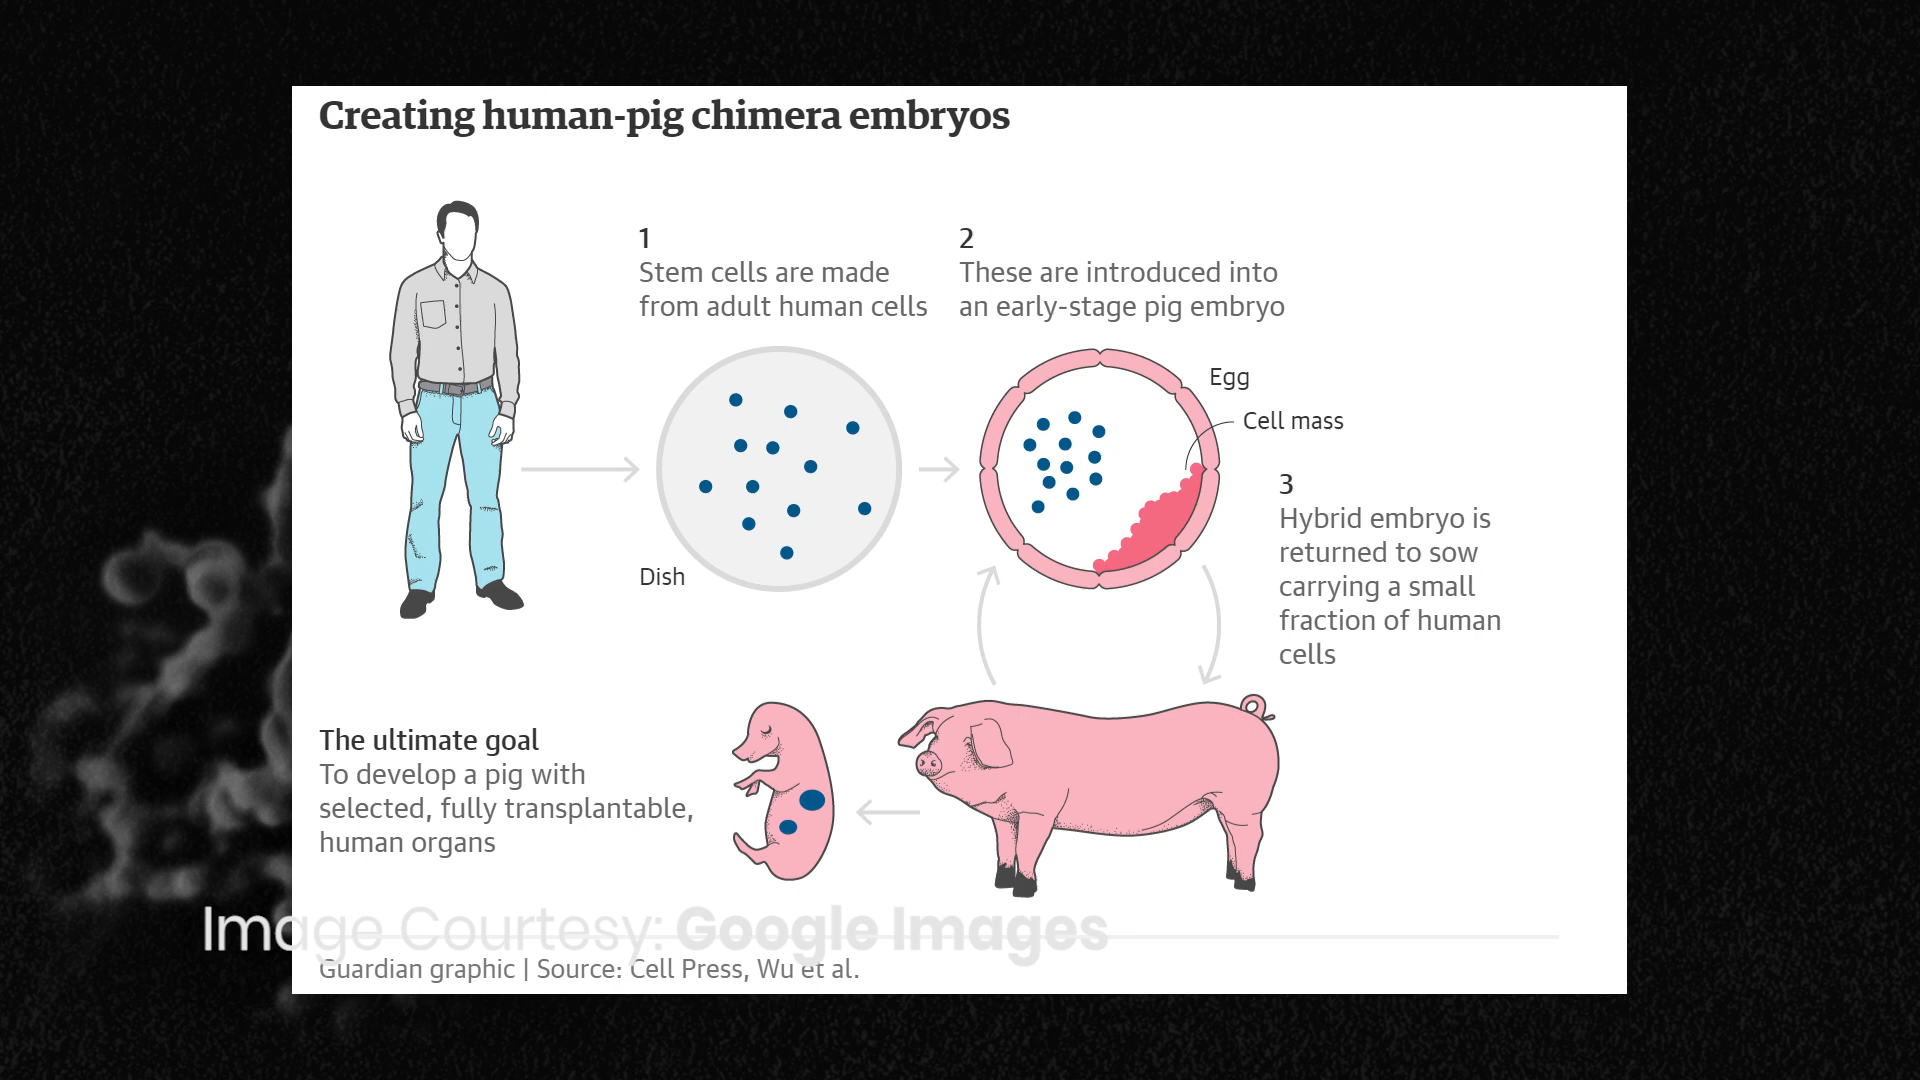 Creating human-pig chimera embryos
1
Stem cells are made
from adult human cells
2
These are introduced into
an early-stage pig embryo
Egg
Cell mass
Dish
3
Hybrid embryo is
returned to sow
carrying a small
fraction of human
cells
The ultimate goal
To develop a pig with
selected, fully transplantable,
human organs
Image Courtesy: Google Images
Guardian graphic | Source: Cell Press, Wu et al.